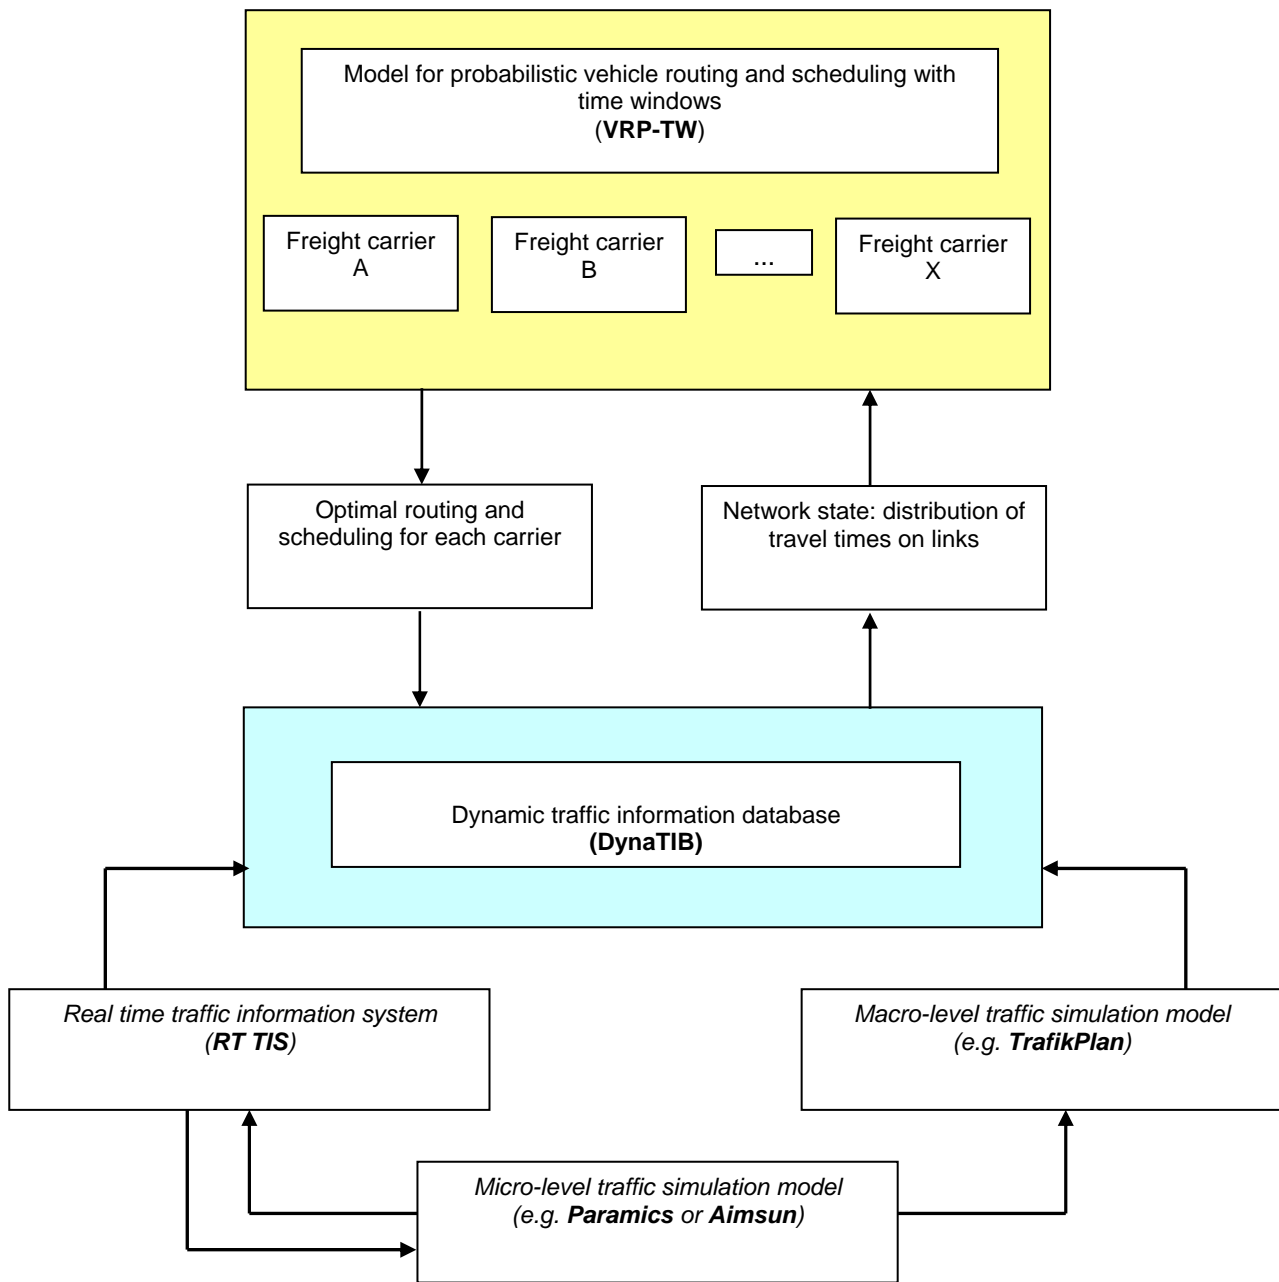 Model for probabilistic vehicle routing and scheduling with
time windows
(VRP-TW)
Freight carrier
A
Freight carrier
B
...
Freight carrier
X
Optimal routing and
scheduling for each carrier
Network state: distribution of
travel times on links
Dynamic traffic information database
(DynaTIB)
Real time traffic information system
(RT TIS)
Macro-level traffic simulation model
(e.g. TrafikPlan)
Micro-level traffic simulation model
(e.g. Paramics or Aimsun)